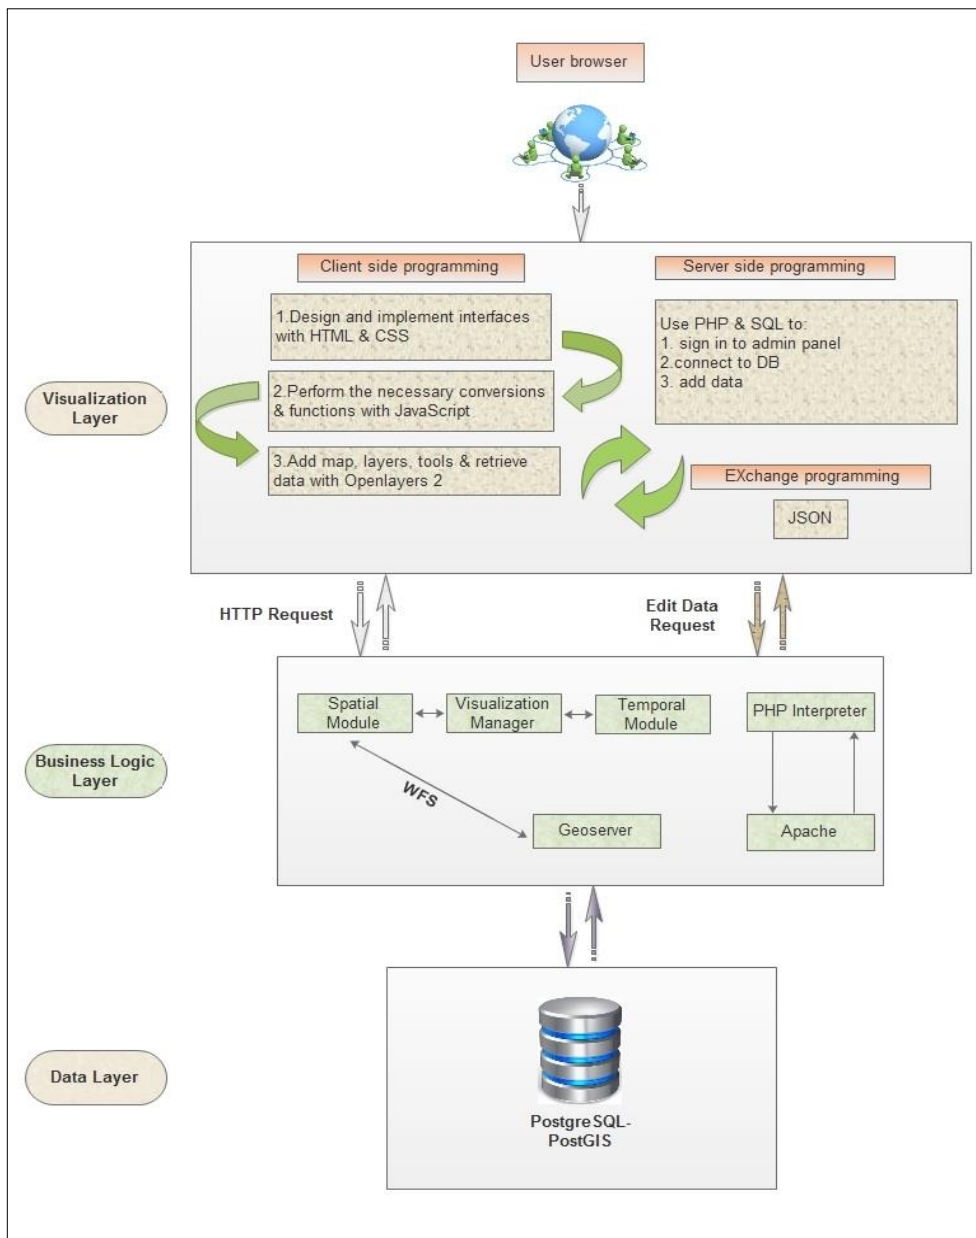 User browser
Client side programming
Server side programming
1.Design and implement interfaces
with HTML & CSS
2.Perform the necessary conversions
& functions with JavaScript
3.Add map, layers, tools & retrieve
data with Openlayers 2
Use PHP & SQL to:
1. sign in to admin panel
2.connect to DB
3. add data
EXchange programming
JSON
Visualization
Layer
HTTP Request
Edit Data
Request
Spatial
Module
Visualization
Manager
Temporal
Module
PHP Interpreter
WFS
Geoserver
Apache
Business Logic
Layer
Data Layer
PostgreSQL-
PostGIS